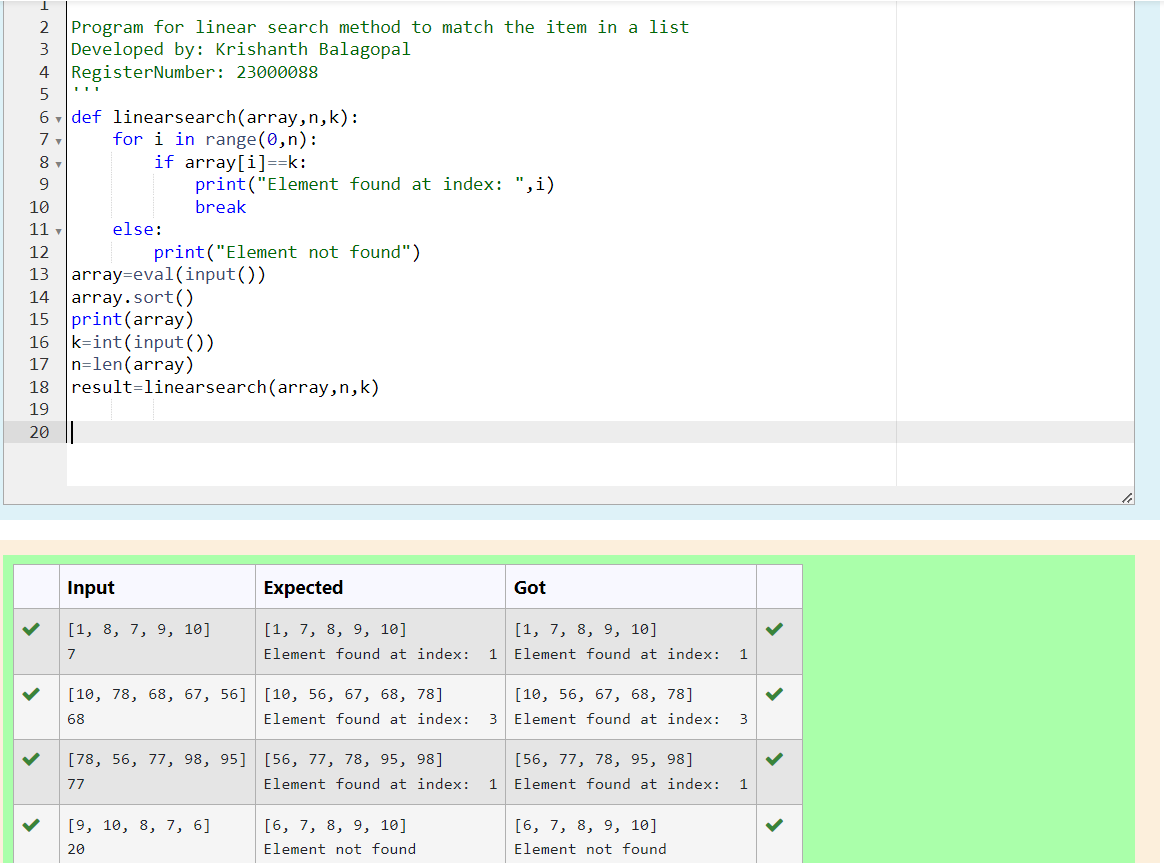 1
2 Program for linear search method to match the item in a list
3 Developed by: Krishanth Balagopal
4 RegisterNumber: 23000088
5 '''
6 def linearsearch(array,n,k):
7     for i in range(0,n):
8         if array[i]==k:
9             print("Element found at index: ",i)
10             break
11     else:
12         print("Element not found")
13 array=eval(input())
14 array.sort()
15 print(array)
16 k=int(input())
17 n=len(array)
18 result=linearsearch(array,n,k)
19
20
Input Expected Got
[1, 8, 7, 9, 10] [1, 7, 8, 9, 10] [1, 7, 8, 9, 10]
7 Element found at index:  1 Element found at index:  1
[10, 78, 68, 67, 56] [10, 56, 67, 68, 78] [10, 56, 67, 68, 78]
68 Element found at index:  3 Element found at index:  3
[78, 56, 77, 98, 95] [56, 77, 78, 95, 98] [56, 77, 78, 95, 98]
77 Element found at index:  1 Element found at index:  1
[9, 10, 8, 7, 6] [6, 7, 8, 9, 10] [6, 7, 8, 9, 10]
20 Element not found Element not found